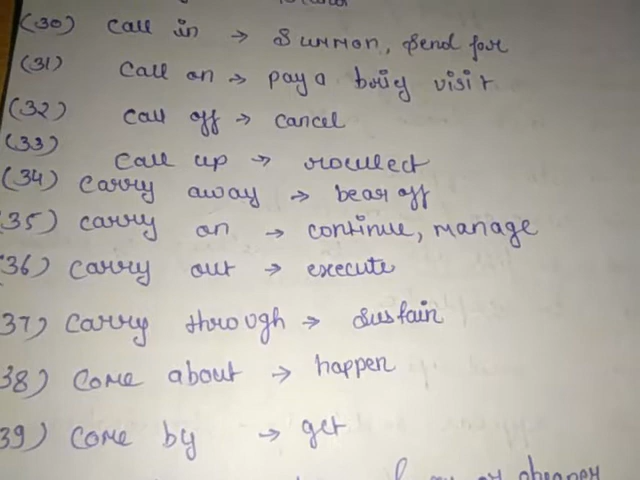 (30) Call in → Summon, Send for
(31) Call on → pay a brief visit
(32) Call off → cancel
(33) Call up → recollect
(34) Carry away → bear off
35) Carry on → continue, manage
36) Carry out → execute
37) Carry through → Sustain
38) Come about → happen
39) Come by → get